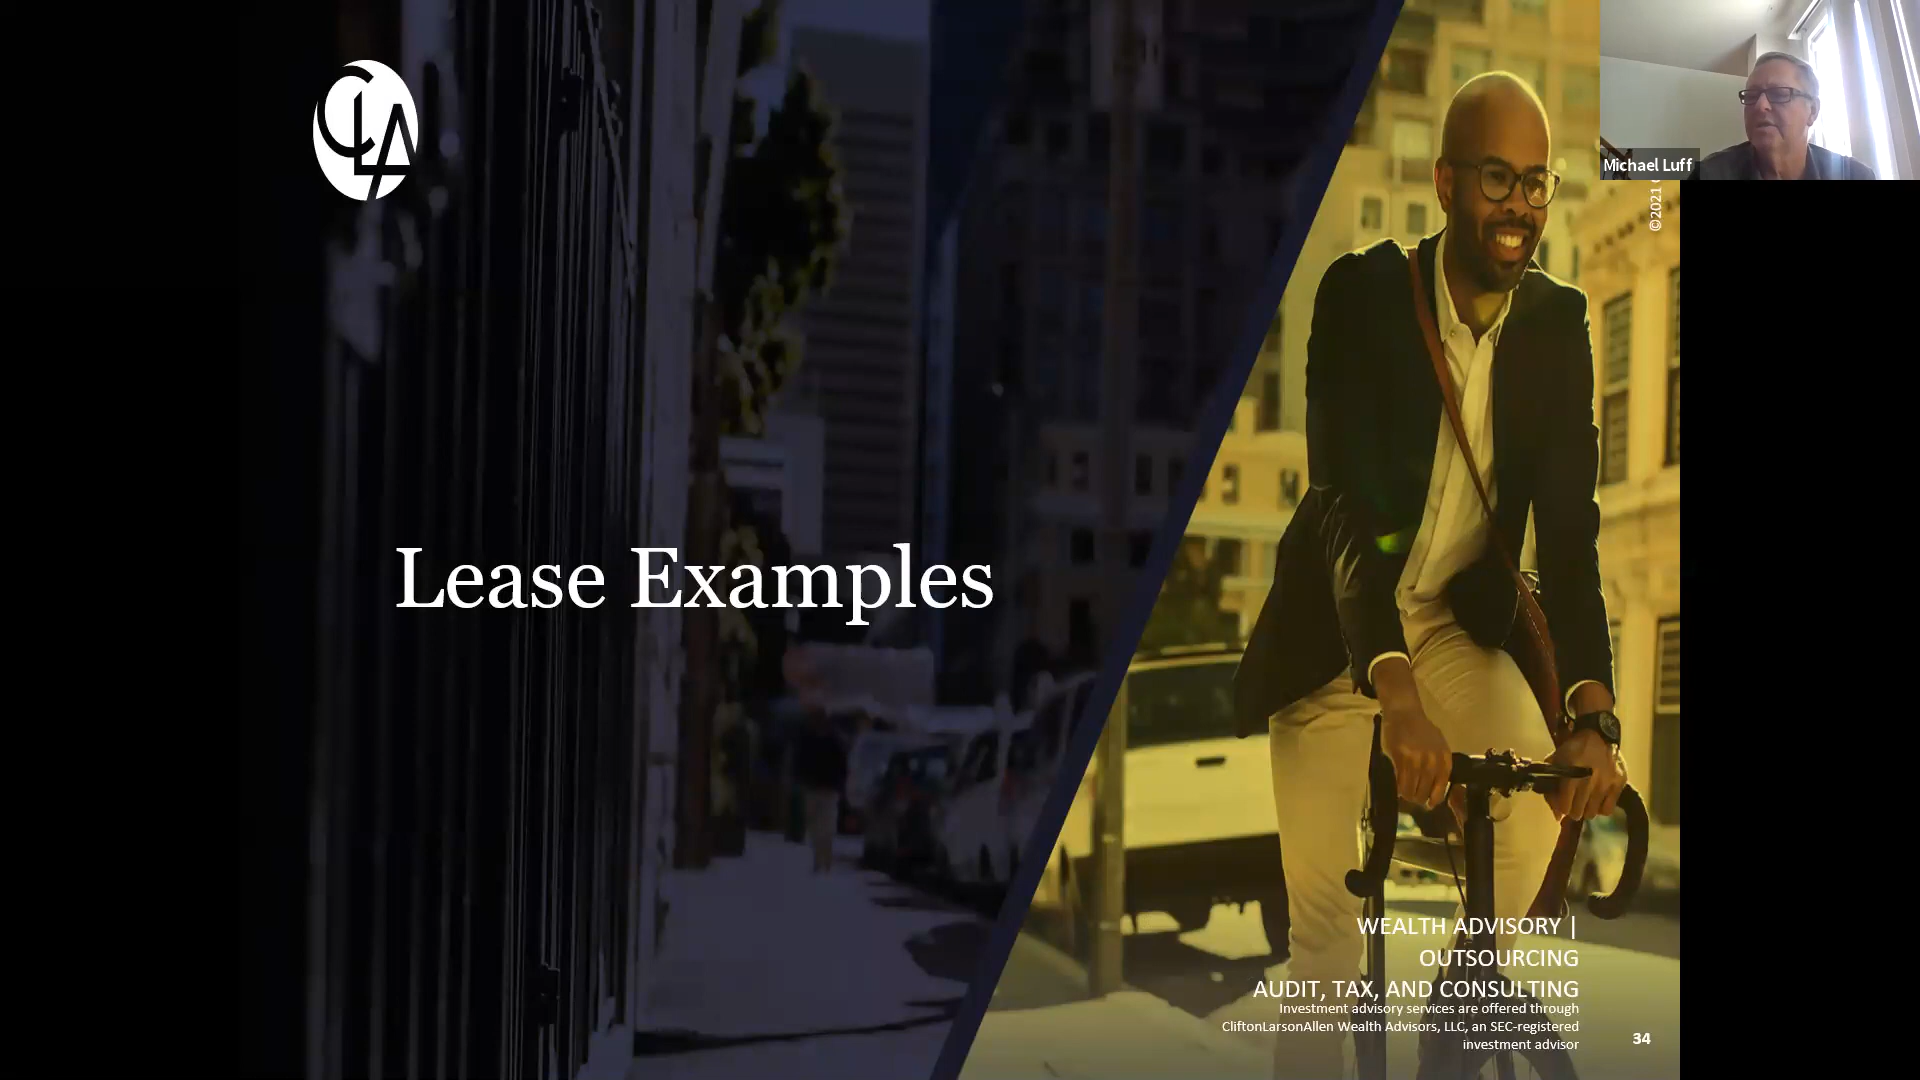 CLA
Michael Luff
©2021
Lease Examples
WEALTH ADVISORY |
OUTSOURCING
AUDIT, TAX, AND CONSULTING
Investment advisory services are offered through
CliftonLarsonAllen Wealth Advisors, LLC, an SEC-registered
investment advisor
34